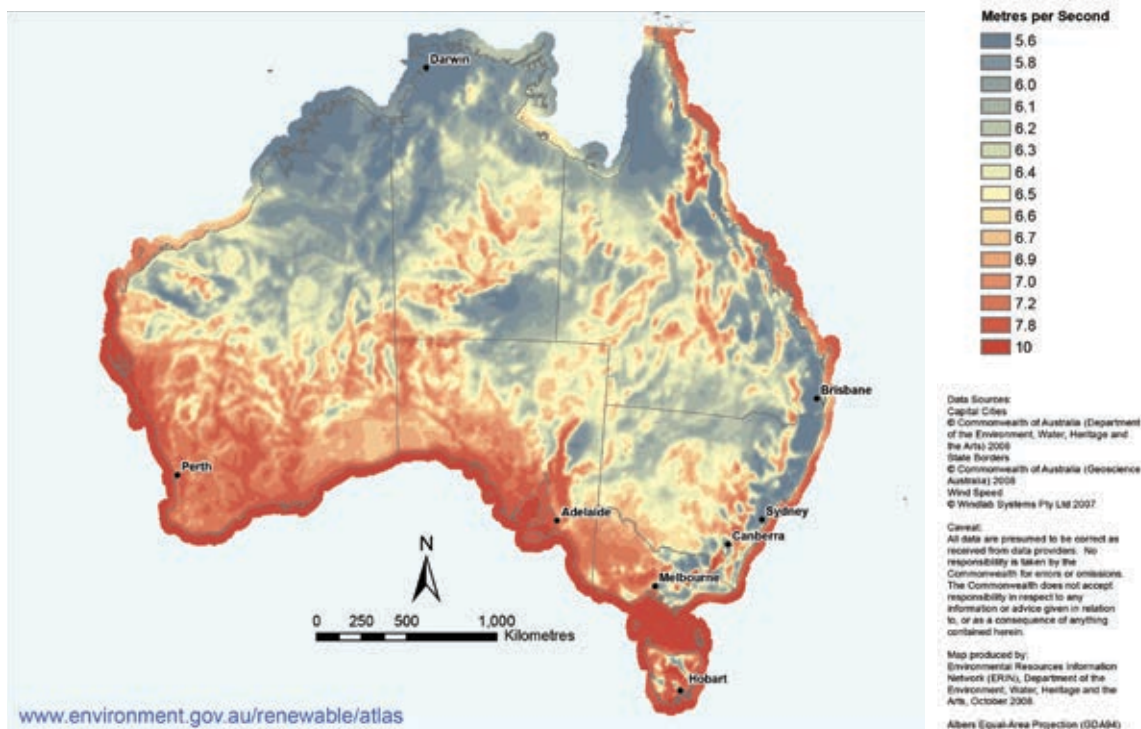 Metres per Second
5.6
5.8
6.0
6.1
6.2
6.3
6.4
6.5
6.6
6.7
6.9
7.0
7.2
7.8
10
Darwin
Brisbane
Perth
Adelaide
Sydney
Canberra
Melbourne
Hobart
N
0 250 500 1,000
Kilometres
www.environment.gov.au/renewable/atlas
Data Sources:
Capital Cities
© Commonwealth of Australia (Department
of the Environment, Water, Heritage and
the Arts) 2008
State Borders
© Commonwealth of Australia (Geoscience
Australia) 2008
Wind Speed
© Windlab Systems Pty Ltd 2007
Caveat:
All data are presumed to be correct as
received from data providers. No
responsibility is taken by the
Commonwealth for errors or omissions.
The Commonwealth does not accept
responsibility in respect to any
information or advice given in relation
to, or as a consequence of anything
contained herein.
Map produced by:
Environmental Resources Information
Network (ERIN), Department of the
Environment, Water, Heritage and the
Arts, October 2008
Albers Equal-Area Projection (GDA94)